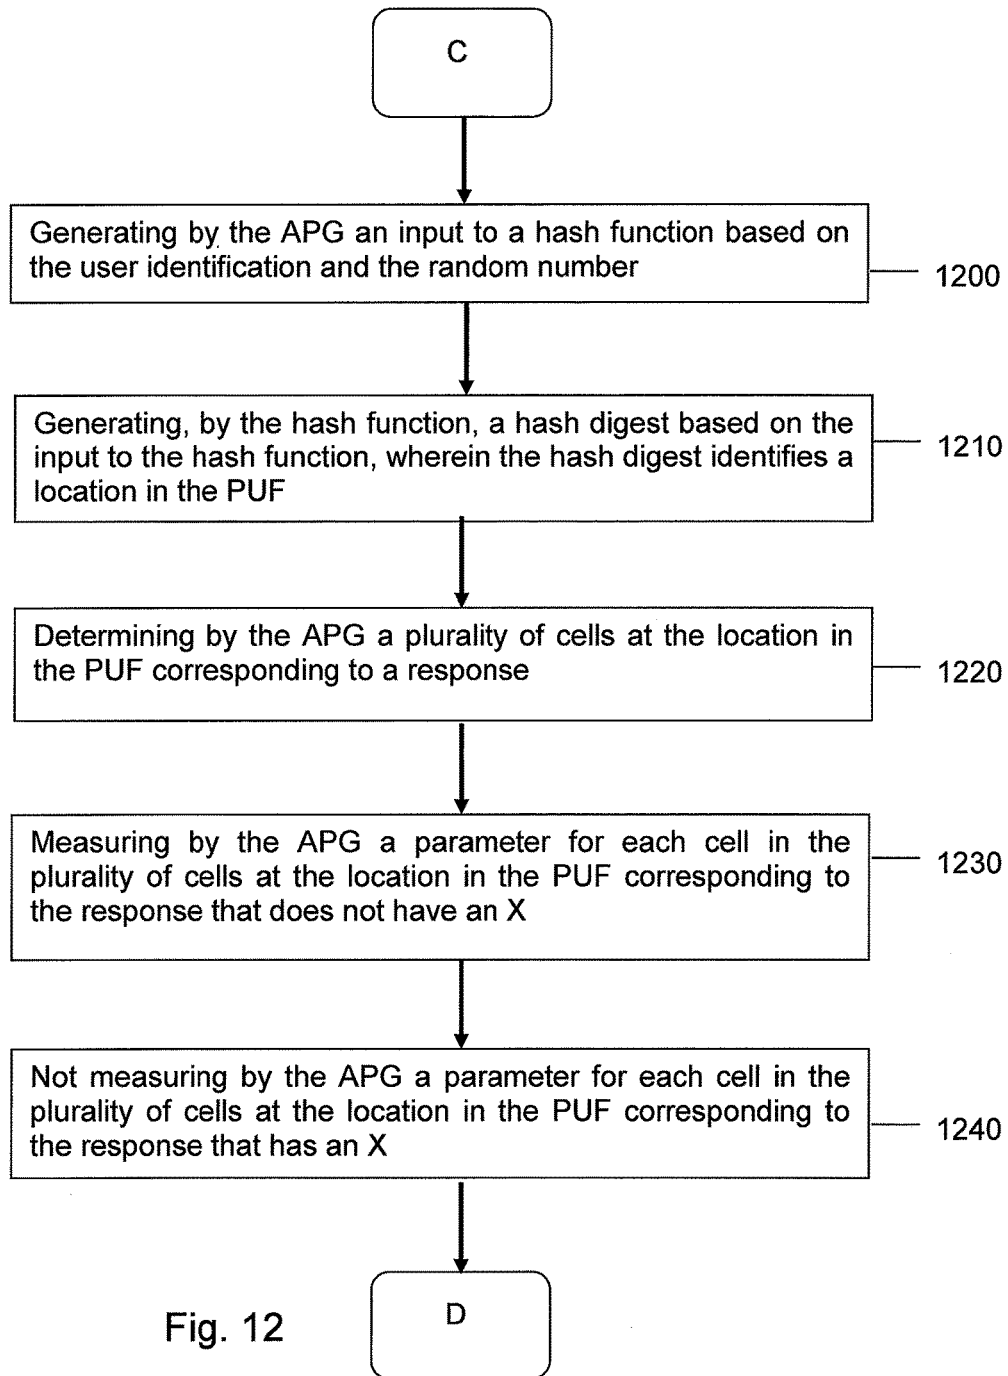 C
Generating by the APG an input to a hash function based on
the user identification and the random number
1200
Generating, by the hash function, a hash digest based on the
input to the hash function, wherein the hash digest identifies a
location in the PUF
1210
Determining by the APG a plurality of cells at the location in
the PUF corresponding to a response
1220
Measuring by the APG a parameter for each cell in the
plurality of cells at the location in the PUF corresponding to
the response that does not have an X
1230
Not measuring by the APG a parameter for each cell in the
plurality of cells at the location in the PUF corresponding to
the response that has an X
1240
D
Fig. 12